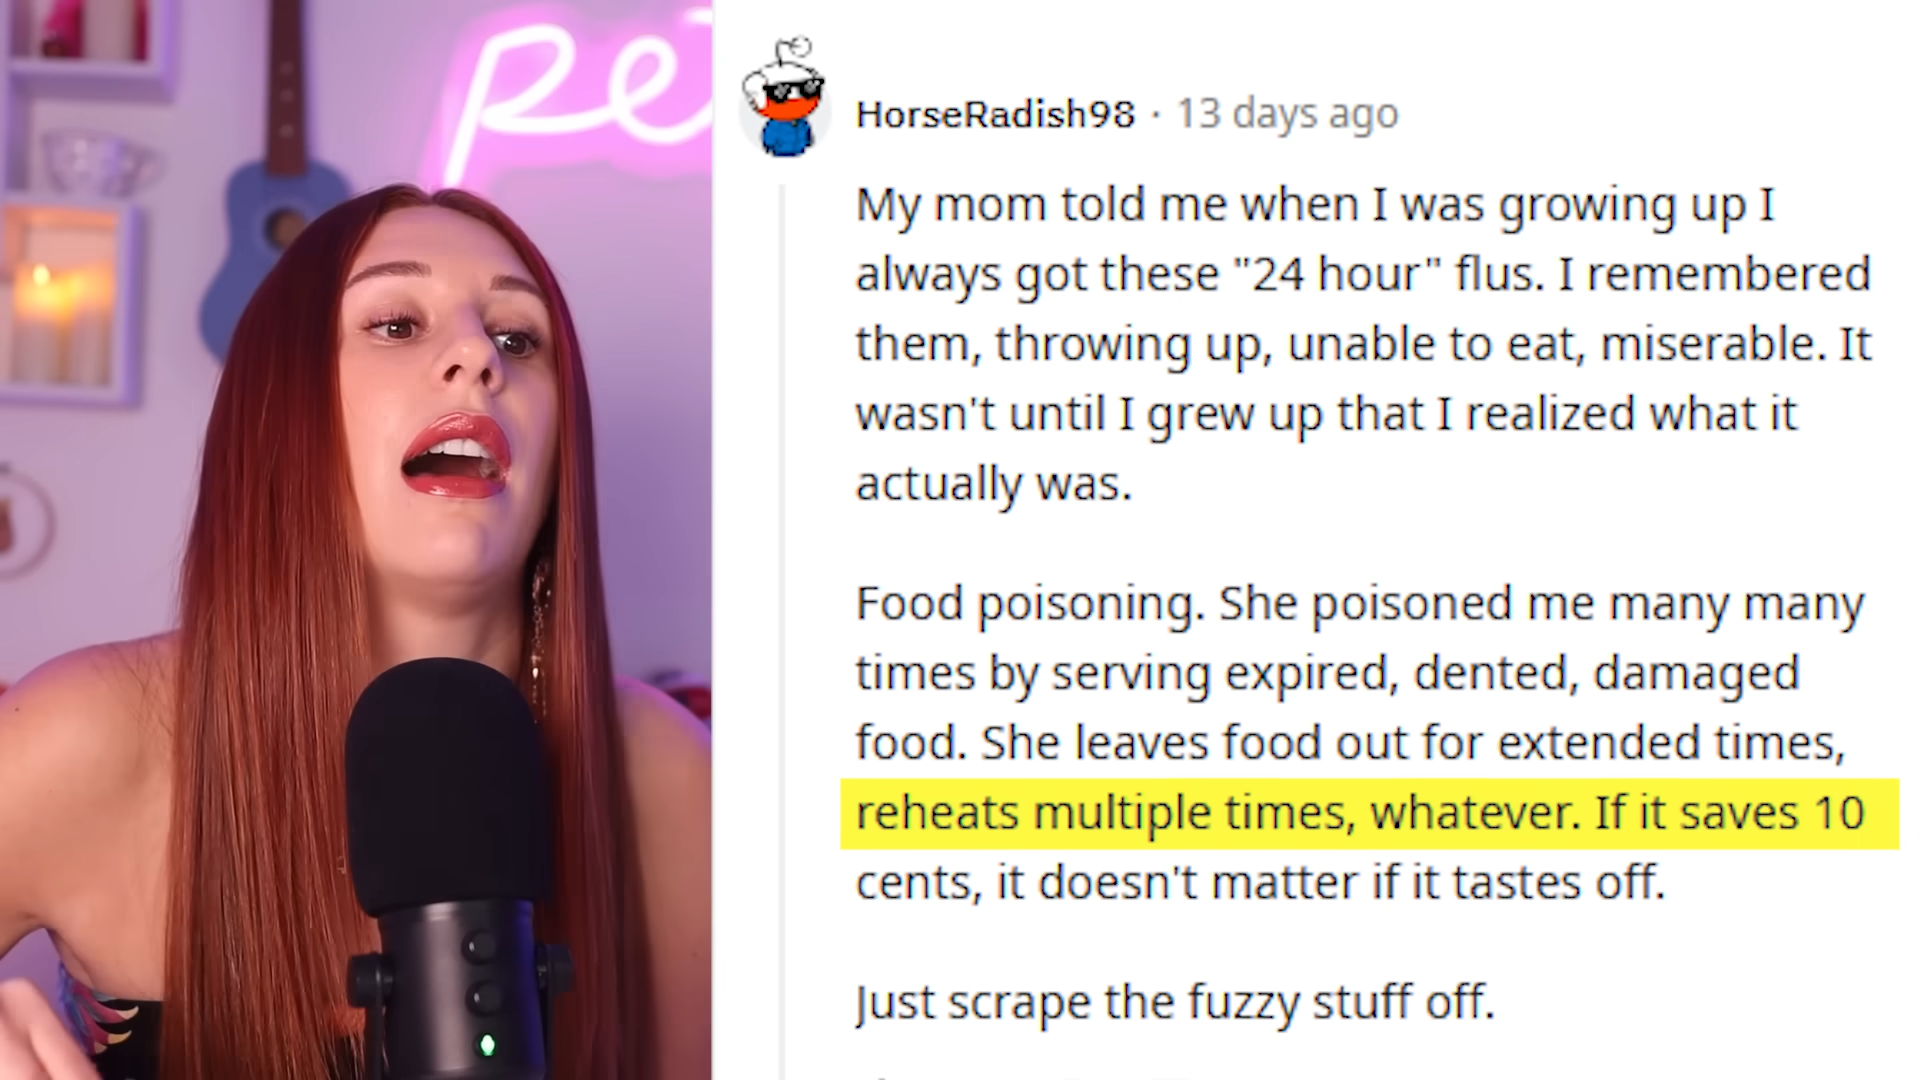 Re
HorseRadish98 · 13 days ago
My mom told me when I was growing up I
always got these "24 hour" flus. I remembered
them, throwing up, unable to eat, miserable. It
wasn't until I grew up that I realized what it
actually was.
Food poisoning. She poisoned me many many
times by serving expired, dented, damaged
food. She leaves food out for extended times,
reheats multiple times, whatever. If it saves 10
cents, it doesn't matter if it tastes off.
Just scrape the fuzzy stuff off.